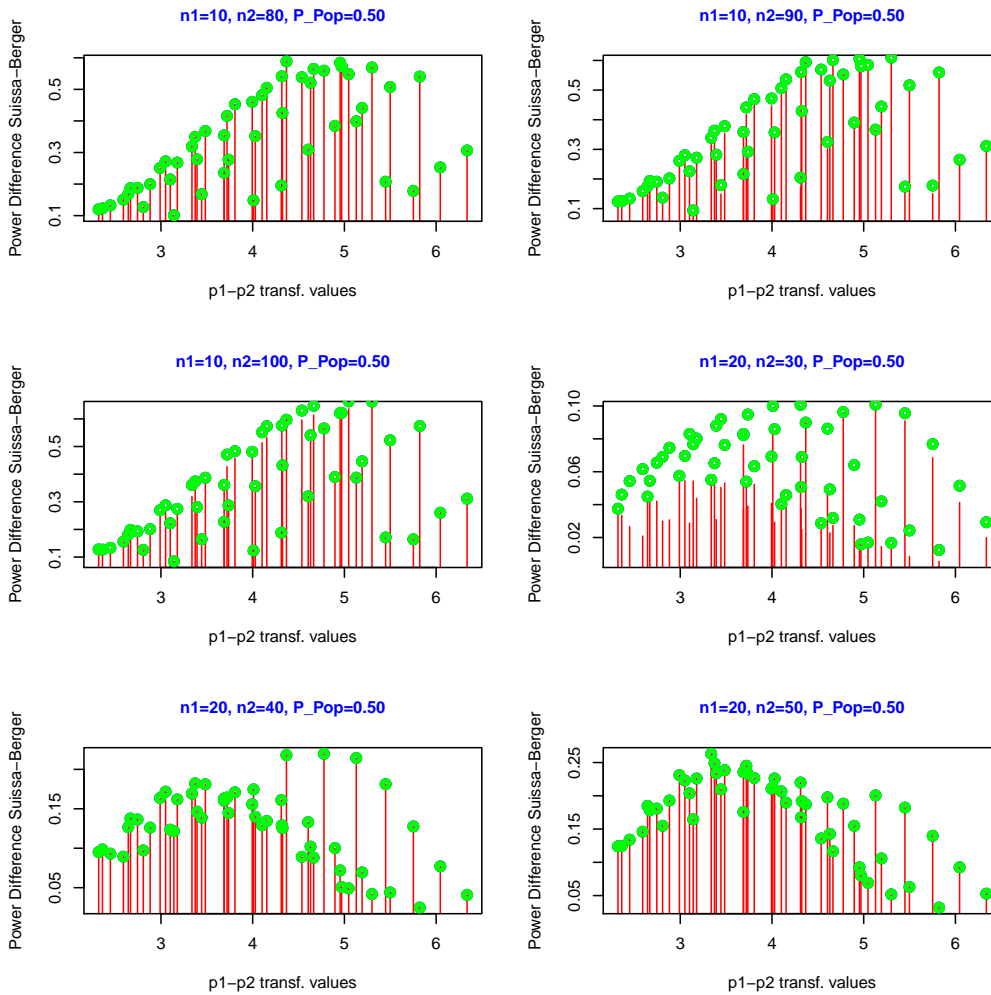 n1=10, n2=80, P_Pop=0.50
Power Difference Suissa−Berger
0.1 0.3 0.5
3 4 5 6
p1−p2 transf. values
n1=10, n2=90, P_Pop=0.50
Power Difference Suissa−Berger
0.1 0.3 0.5
3 4 5 6
p1−p2 transf. values
n1=10, n2=100, P_Pop=0.50
Power Difference Suissa−Berger
0.1 0.3 0.5
3 4 5 6
p1−p2 transf. values
n1=20, n2=30, P_Pop=0.50
Power Difference Suissa−Berger
0.02 0.06 0.10
3 4 5 6
p1−p2 transf. values
n1=20, n2=40, P_Pop=0.50
Power Difference Suissa−Berger
0.05 0.15
3 4 5 6
p1−p2 transf. values
n1=20, n2=50, P_Pop=0.50
Power Difference Suissa−Berger
0.05 0.15 0.25
3 4 5 6
p1−p2 transf. values